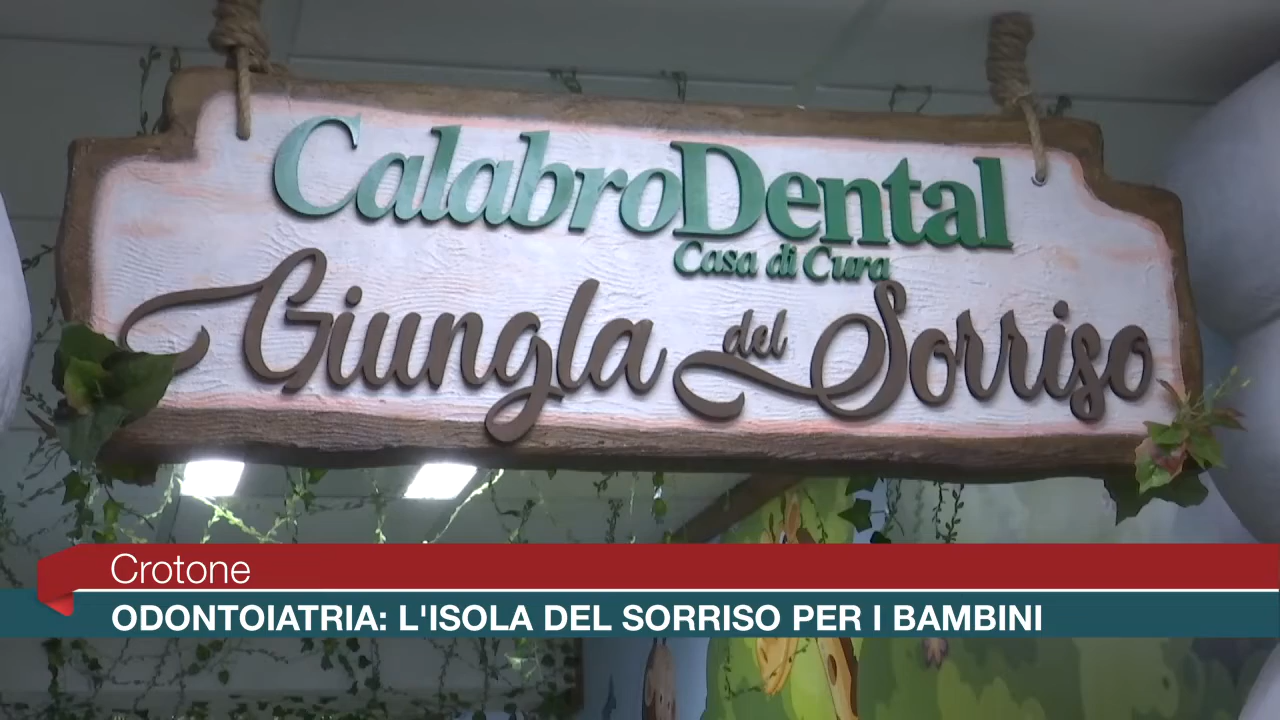 CalabroDental
Casa di Cura
Giungla del Sorriso
Crotone
ODONTOIATRIA: L'ISOLA DEL SORRISO PER I BAMBINI